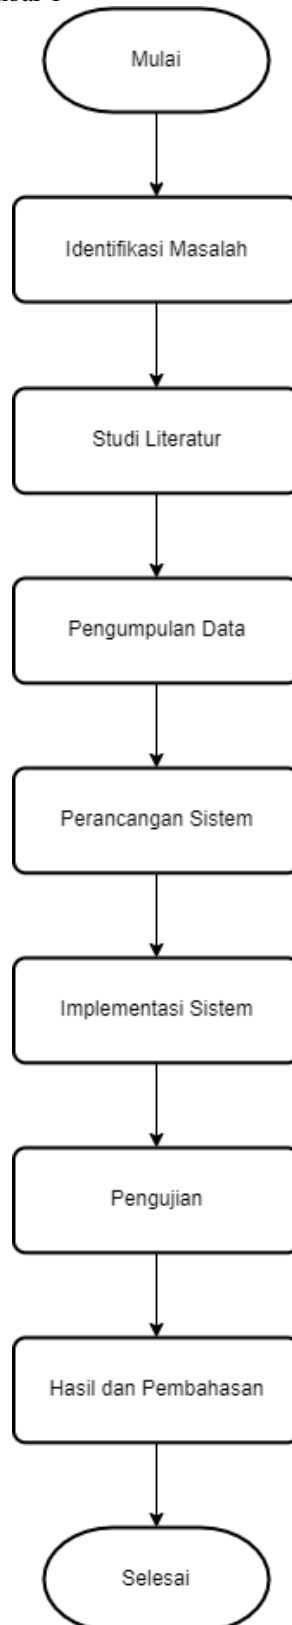 Mulai
Identifikasi Masalah
Studi Literatur
Pengumpulan Data
Perancangan Sistem
Implementasi Sistem
Pengujian
Hasil dan Pembahasan
Selesai